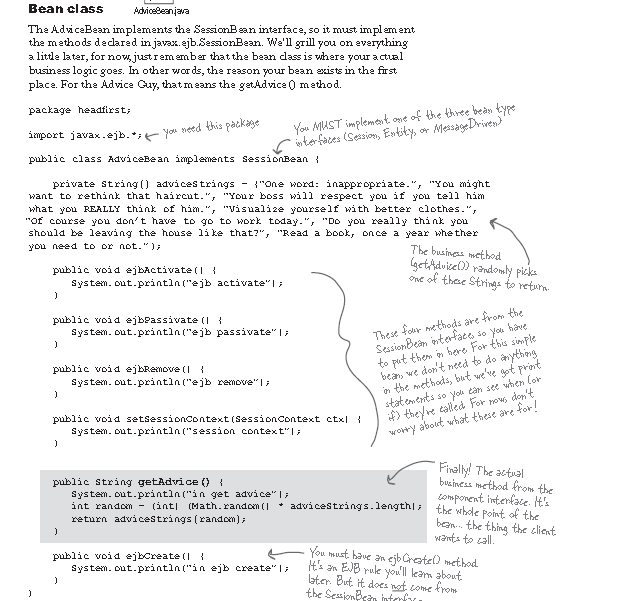 Bean class
AdviceBean.java
The AdviceBean implements the SessionBean interface, so it must implement
the methods declared in javax.ejb.SessionBean. We'll grill you on everything
a little later, for now, just remember that the bean class is where your actual
business logic goes. In other words, the reason your bean exists in the first
place. For the Advice Guy, that means the getAdvice() method.
package headfirst;
import javax.ejb.*;
you need this package
You MUST implement one of the three bean type
interfaces (Session, Entity, or MessageDriven)
public class AdviceBean implements SessionBean {
private String[] adviceStrings = {"One word: inappropriate.", "You might
want to rethink that haircut.", "Your boss will respect you if you tell him
what you REALLY think of him.", "Visualize yourself with better clothes.",
"Of course you don't have to go to work today.", "Do you really think you
should be leaving the house like that?", "Read a book, once a year whether
you need to or not."};
The business method
(getAdvice()) randomly picks
one of these Strings to return.
public void ejbActivate() {
System.out.println("ejb activate");
}
public void ejbPassivate() {
System.out.println("ejb passivate");
}
public void ejbRemove() {
System.out.println("ejb remove");
}
public void setSessionContext(SessionContext ctx) {
System.out.println("session context");
}
These four methods are from the
SessionBean interface, so you have
to put them in here. For this simple
bean, we don't need to do anything
in the methods, but we've got print
statements so you can see when (or
if) they're called. For now, don't
worry about what these are for!
public String getAdvice() {
System.out.println("in get advice");
int random = (int) (Math.random() * adviceStrings.length);
return adviceStrings[random];
}
Finally! The actual
business method from the
component interface. It's
the whole point of the
bean... the thing the client
wants to call.
public void ejbCreate() {
System.out.println("in ejb create");
}
}
You must have an ejbCreate() method.
It's an EJB rule you'll learn about
later. But it does not come from
the SessionBean interface.